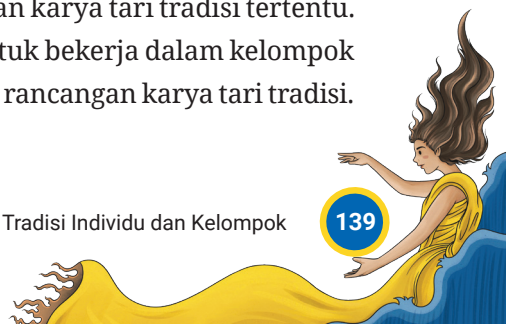 an karya tari tradisi tertentu.
tuk bekerja dalam kelompok
rancangan karya tari tradisi.
Tradisi Individu dan Kelompok
139